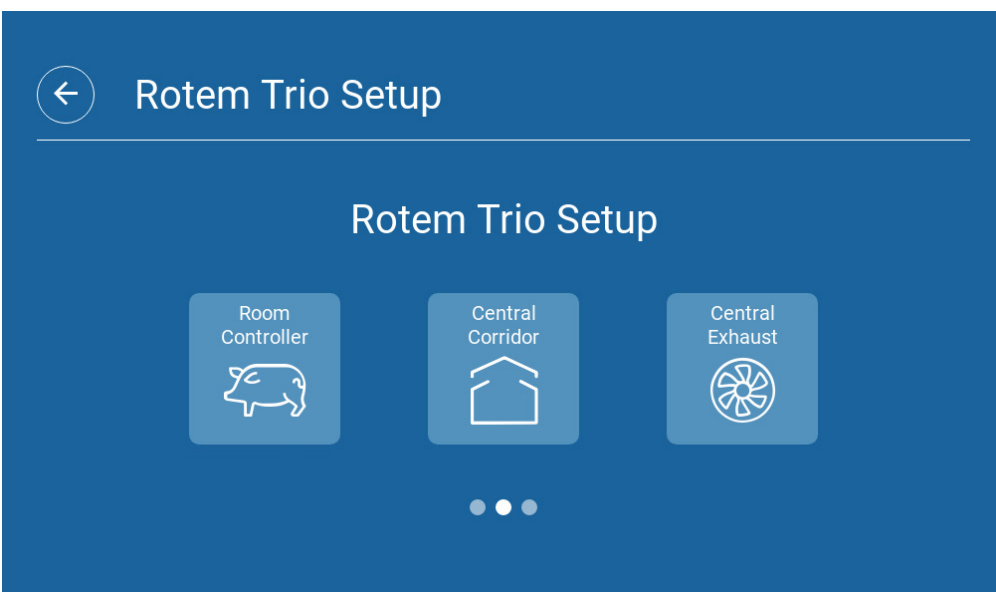 Rotem Trio Setup
Rotem Trio Setup
Room
Controller
Central
Corridor
Central
Exhaust